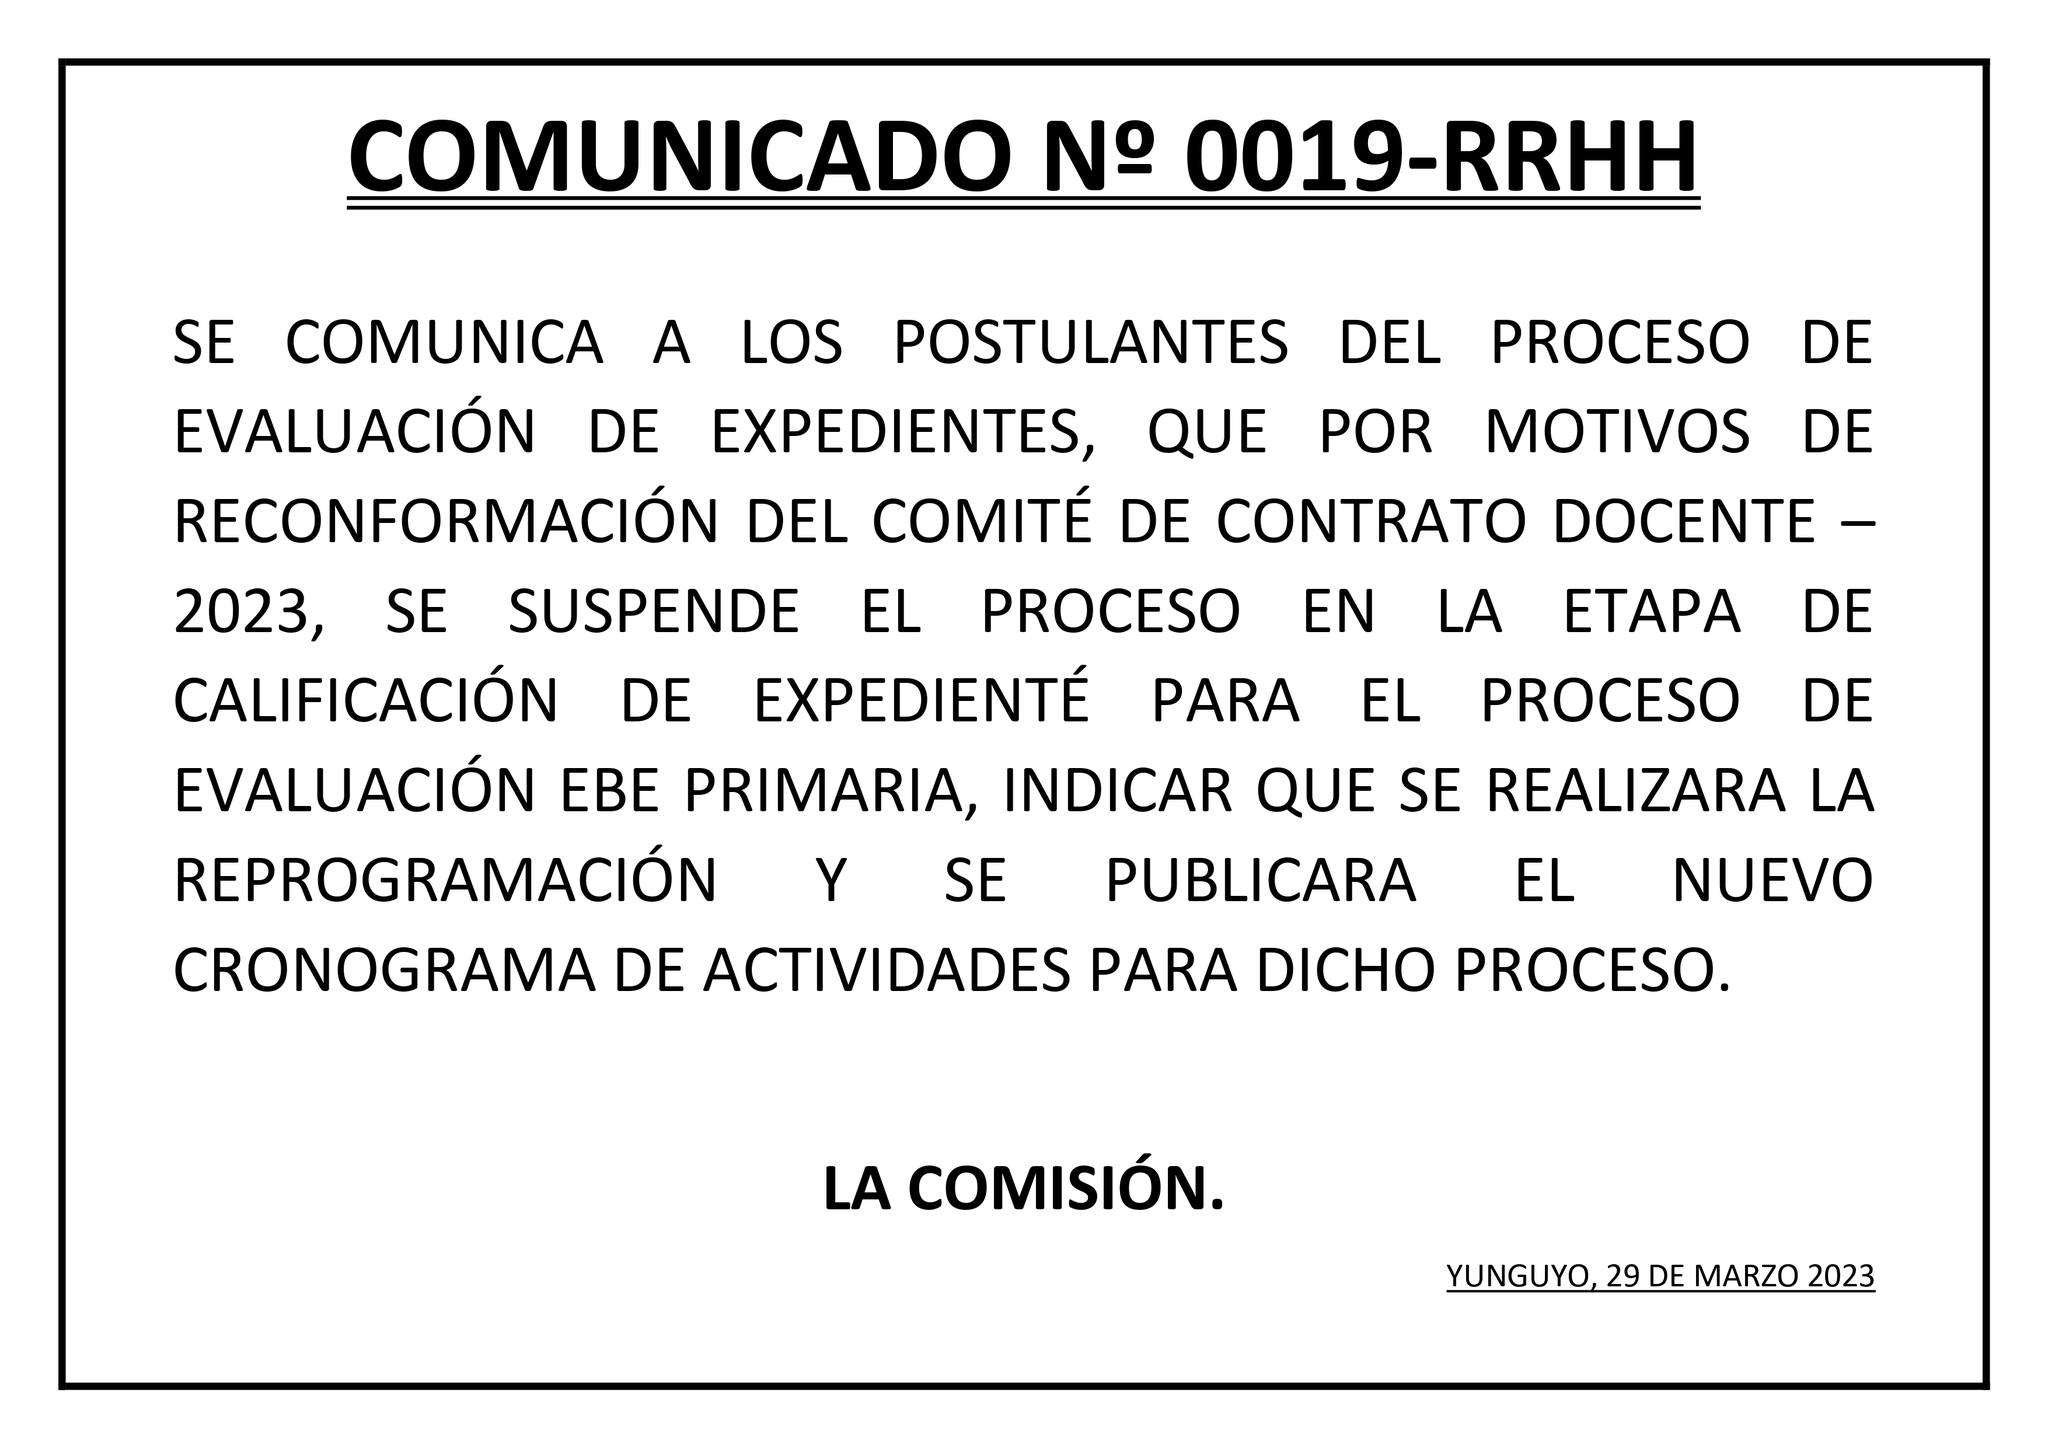 COMUNICADO Nº 0019-RRHH
SE COMUNICA A LOS POSTULANTES DEL PROCESO DE
EVALUACIÓN DE EXPEDIENTES, QUE POR MOTIVOS DE
RECONFORMACIÓN DEL COMITÉ DE CONTRATO DOCENTE –
2023, SE SUSPENDE EL PROCESO EN LA ETAPA DE
CALIFICACIÓN DE EXPEDIENTÉ PARA EL PROCESO DE
EVALUACIÓN EBE PRIMARIA, INDICAR QUE SE REALIZARA LA
REPROGRAMACIÓN Y SE PUBLICARA EL NUEVO
CRONOGRAMA DE ACTIVIDADES PARA DICHO PROCESO.
LA COMISIÓN.
YUNGUYO, 29 DE MARZO 2023